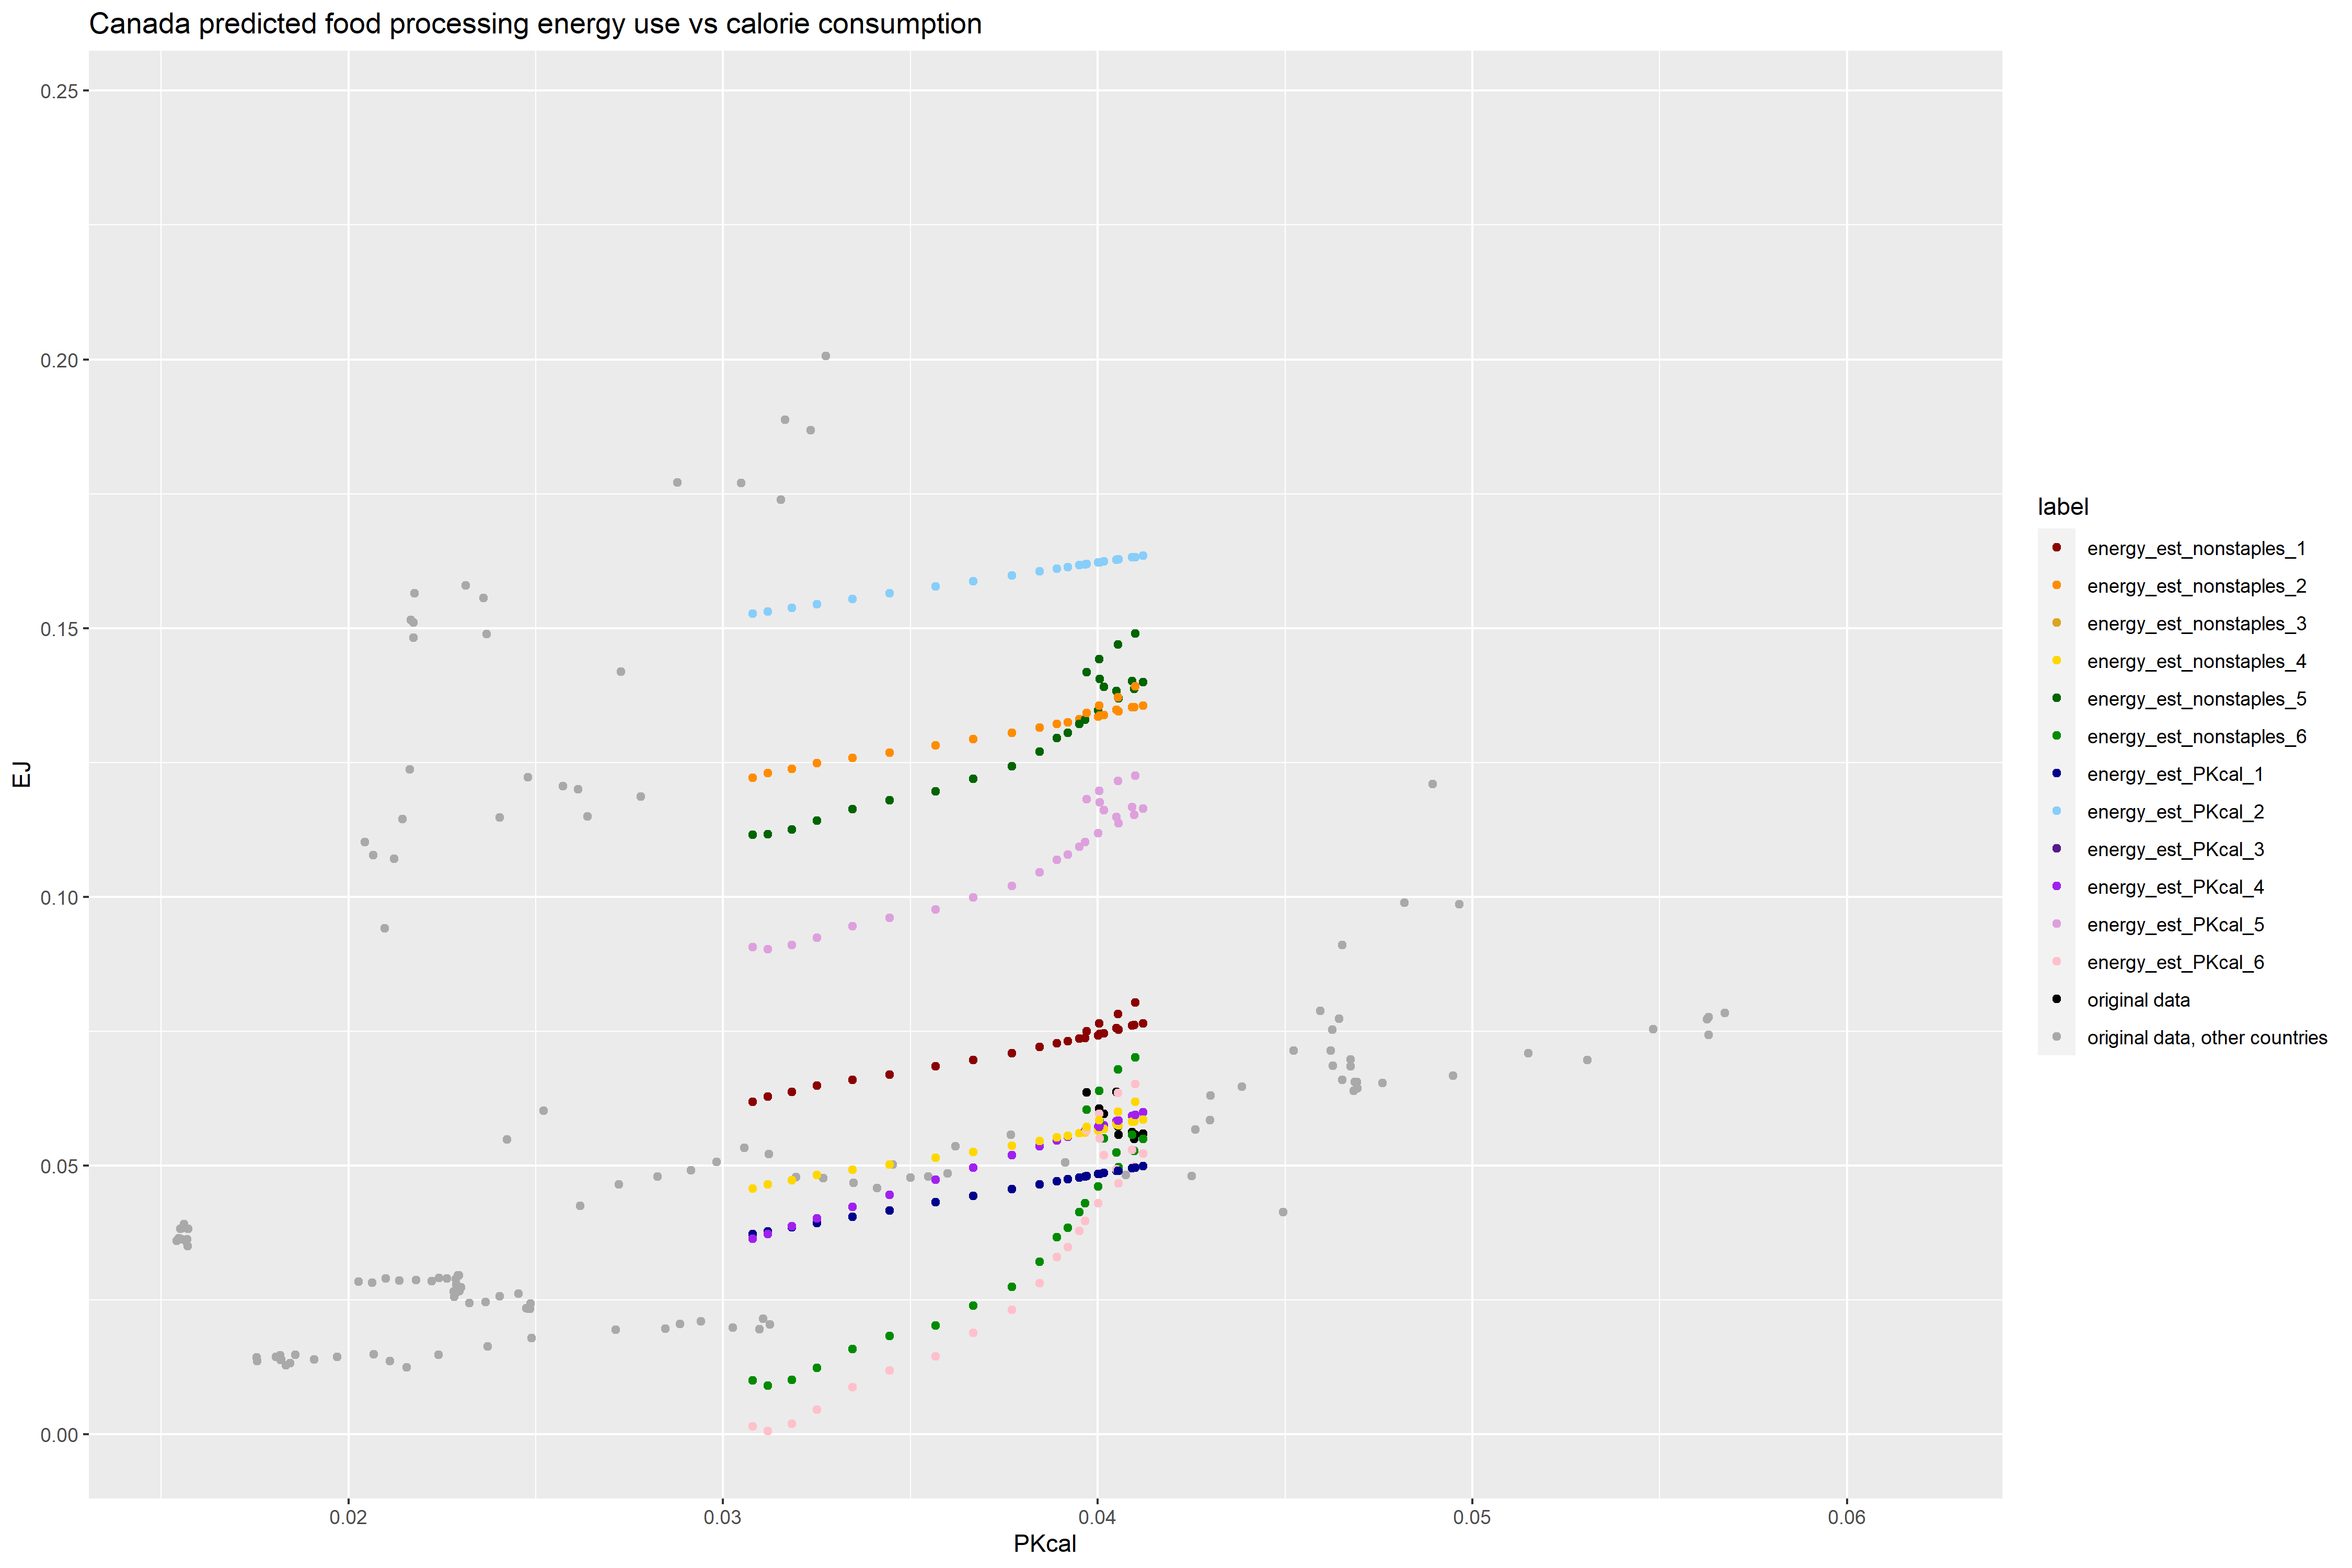 Canada predicted food processing energy use vs calorie consumption
0.25
0.20
0.15
0.10
0.05
0.00
EJ
0.02 0.03 0.04 0.05 0.06
PKcal
label
energy_est_nonstaples_1
energy_est_nonstaples_2
energy_est_nonstaples_3
energy_est_nonstaples_4
energy_est_nonstaples_5
energy_est_nonstaples_6
energy_est_PKcal_1
energy_est_PKcal_2
energy_est_PKcal_3
energy_est_PKcal_4
energy_est_PKcal_5
energy_est_PKcal_6
original data
original data, other countries